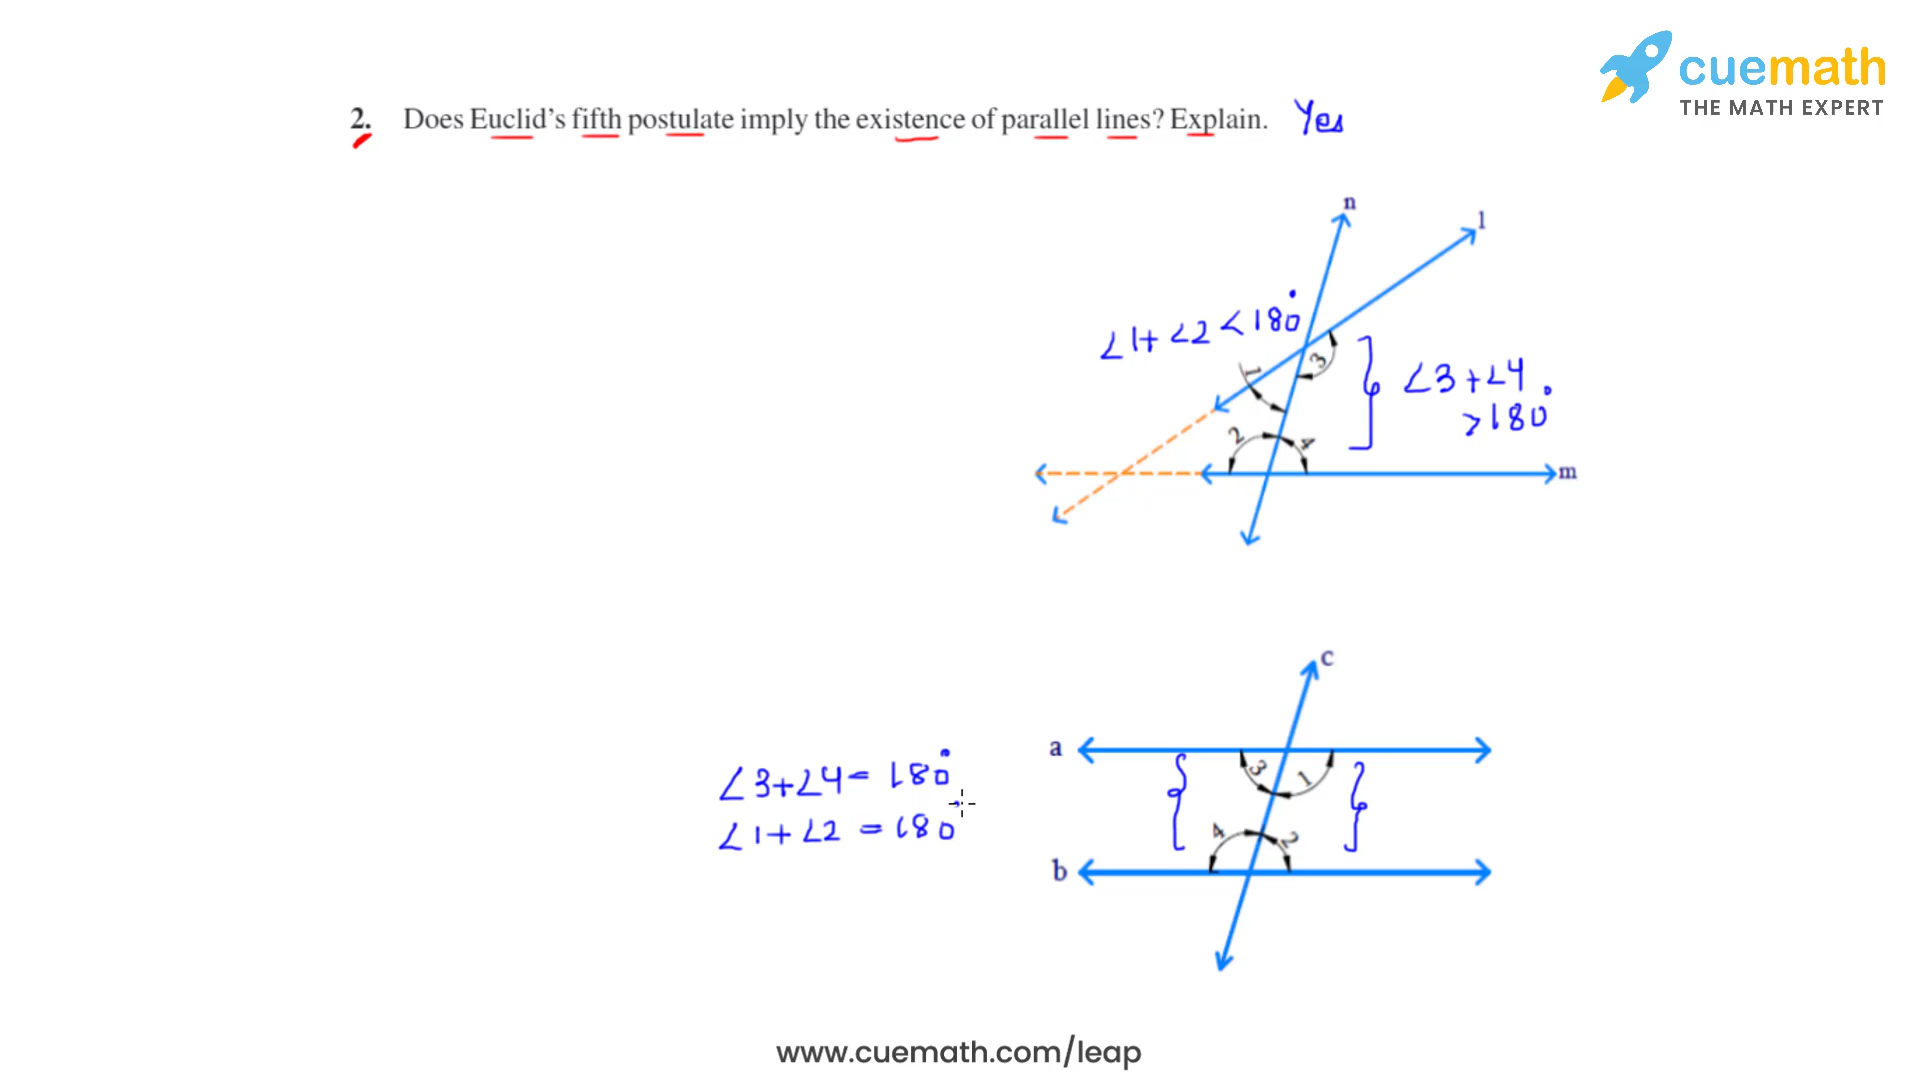 cuemath
THE MATH EXPERT
2. Does Euclid's fifth postulate imply the existence of parallel lines? Explain. Yes
n
l
∠1+∠2<180°
1
3
∠3+∠4
>180°
2
4
m
c
a
∠3+∠4=180°
3
1
∠1+∠2=180°
4
2
b
www.cuemath.com/leap